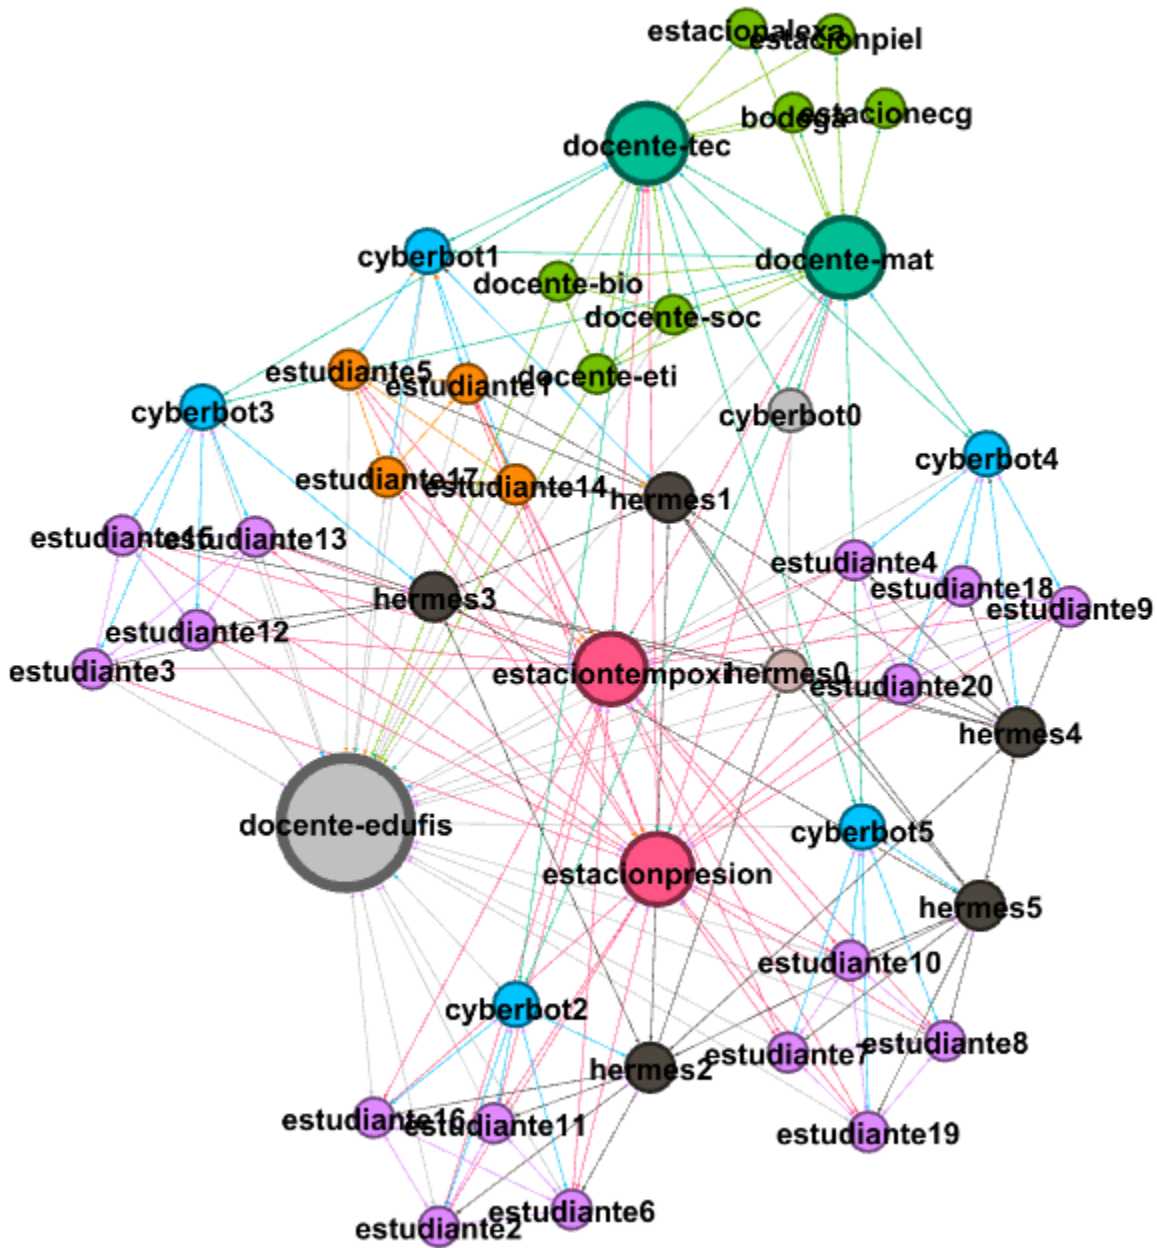 estacionalexa
estacionpiel
bodega
estacionecg
docente-tec
cyberbot1
docente-mat
docente-bio
docente-soc
estudiante5
estudiante1
docente-eti
cyberbot3
cyberbot0
cyberbot4
estudiante17
estudiante14
hermes1
estudiante15
estudiante13
estudiante4
estudiante18
hermes3
estudiante9
estudiante12
estudiante3
estaciontempoxi
hermes0
estudiante20
hermes4
docente-edufis
cyberbot5
estacionpresion
hermes5
estudiante10
cyberbot2
estudiante7
estudiante8
hermes2
estudiante16
estudiante11
estudiante19
estudiante2
estudiante6